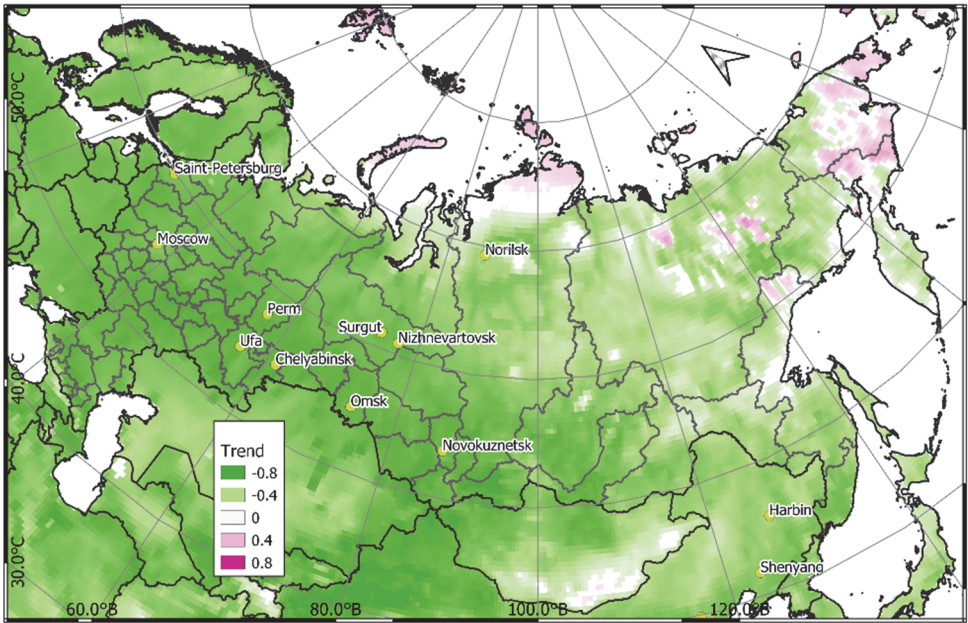 50.0°C
Saint-Petersburg
Moscow
Norilsk
Perm
Surgut
Nizhnevartovsk
Ufa
Chelyabinsk
40.0°C
Omsk
Novokuznetsk
Trend
-0.8
-0.4
0
0.4
0.8
Harbin
Shenyang
30.0°C
60.0°B
80.0°B
100.0°B
120.0°B